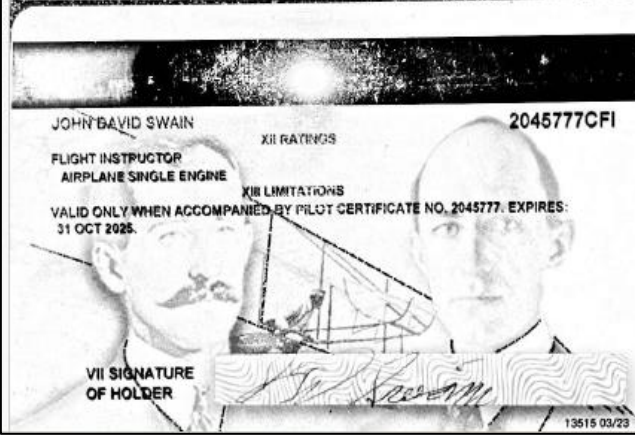 JOHN DAVID SWAIN
2045777CFI
XII RATINGS
FLIGHT INSTRUCTOR
AIRPLANE SINGLE ENGINE
XIII LIMITATIONS
VALID ONLY WHEN ACCOMPANIED BY PILOT CERTIFICATE NO. 2045777. EXPIRES:
31 OCT 2025.
VII SIGNATURE
OF HOLDER
13515 03/23